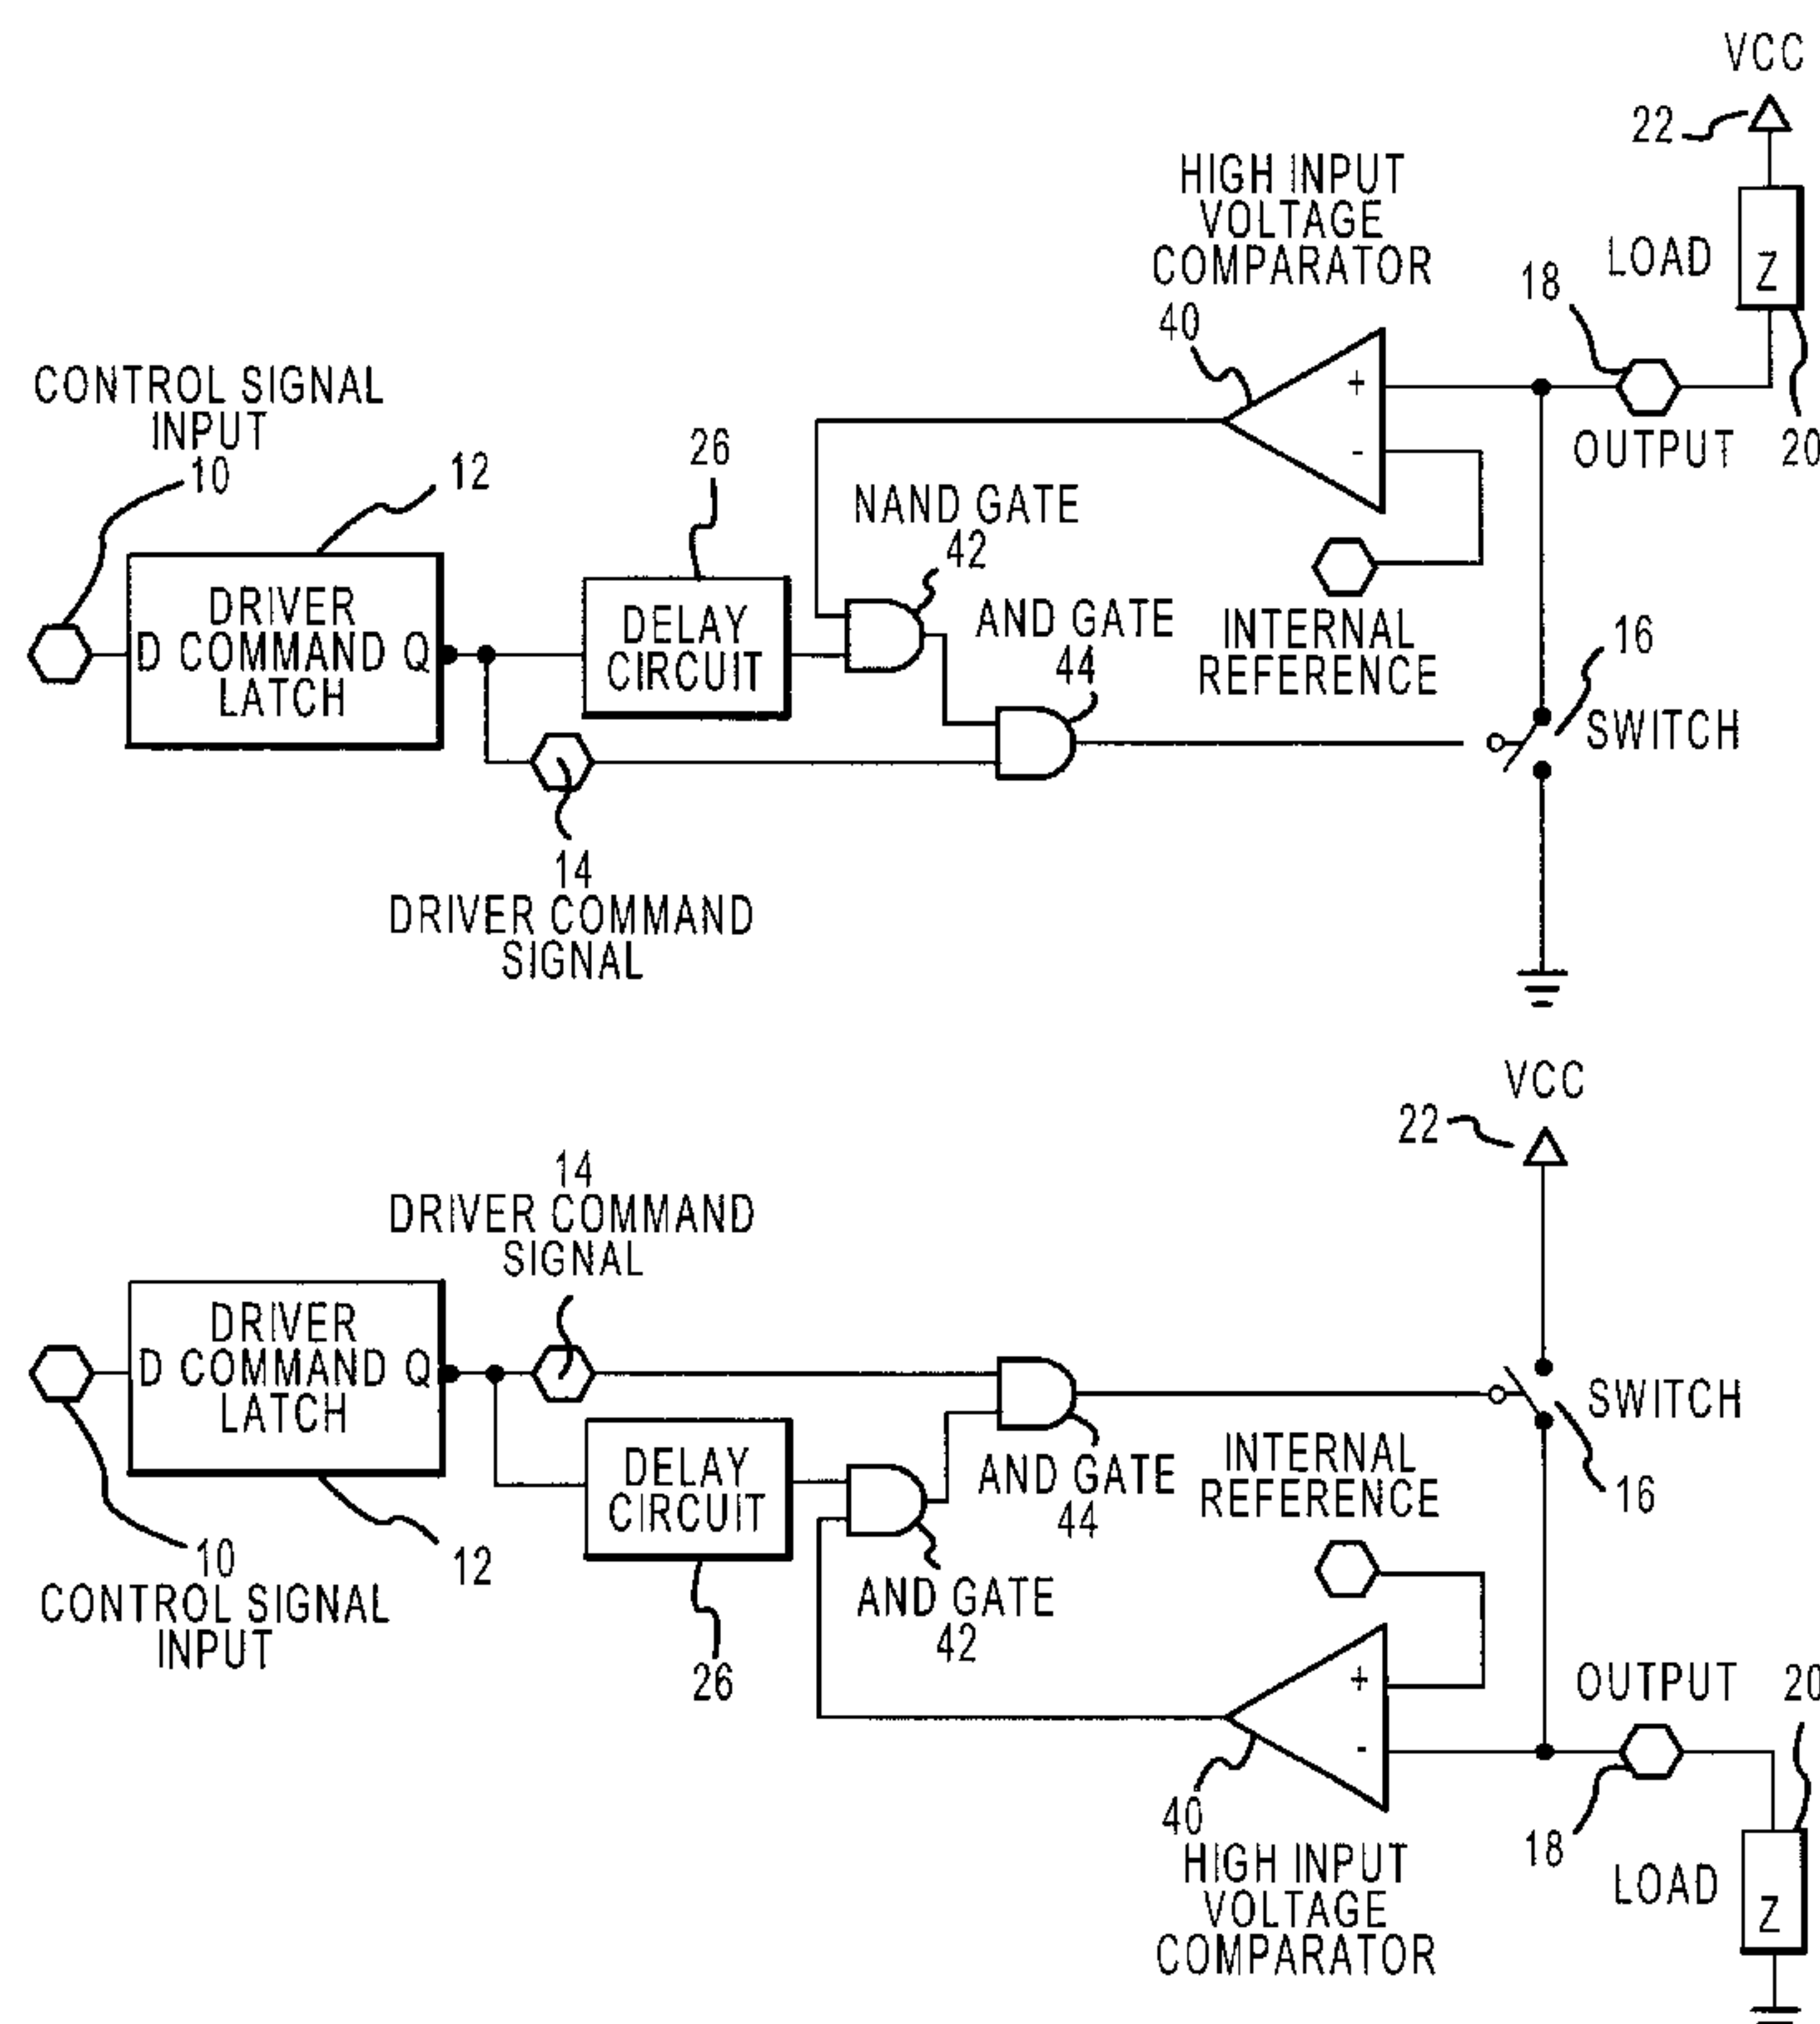 VCC
22
HIGH INPUT
VOLTAGE
COMPARATOR
40
18
LOAD
Z
20
CONTROL SIGNAL
INPUT
10
12
26
+
-
OUTPUT
NAND GATE
42
DRIVER
D COMMAND Q
LATCH
DELAY
CIRCUIT
AND GATE
44
INTERNAL
REFERENCE
16
SWITCH
14
DRIVER COMMAND
SIGNAL
VCC
22
14
DRIVER COMMAND
SIGNAL
DRIVER
D COMMAND Q
LATCH
SWITCH
16
DELAY
CIRCUIT
AND GATE
44
INTERNAL
REFERENCE
10
CONTROL SIGNAL
INPUT
12
26
AND GATE
42
+
-
OUTPUT
20
40
HIGH INPUT
VOLTAGE
COMPARATOR
18
LOAD
Z